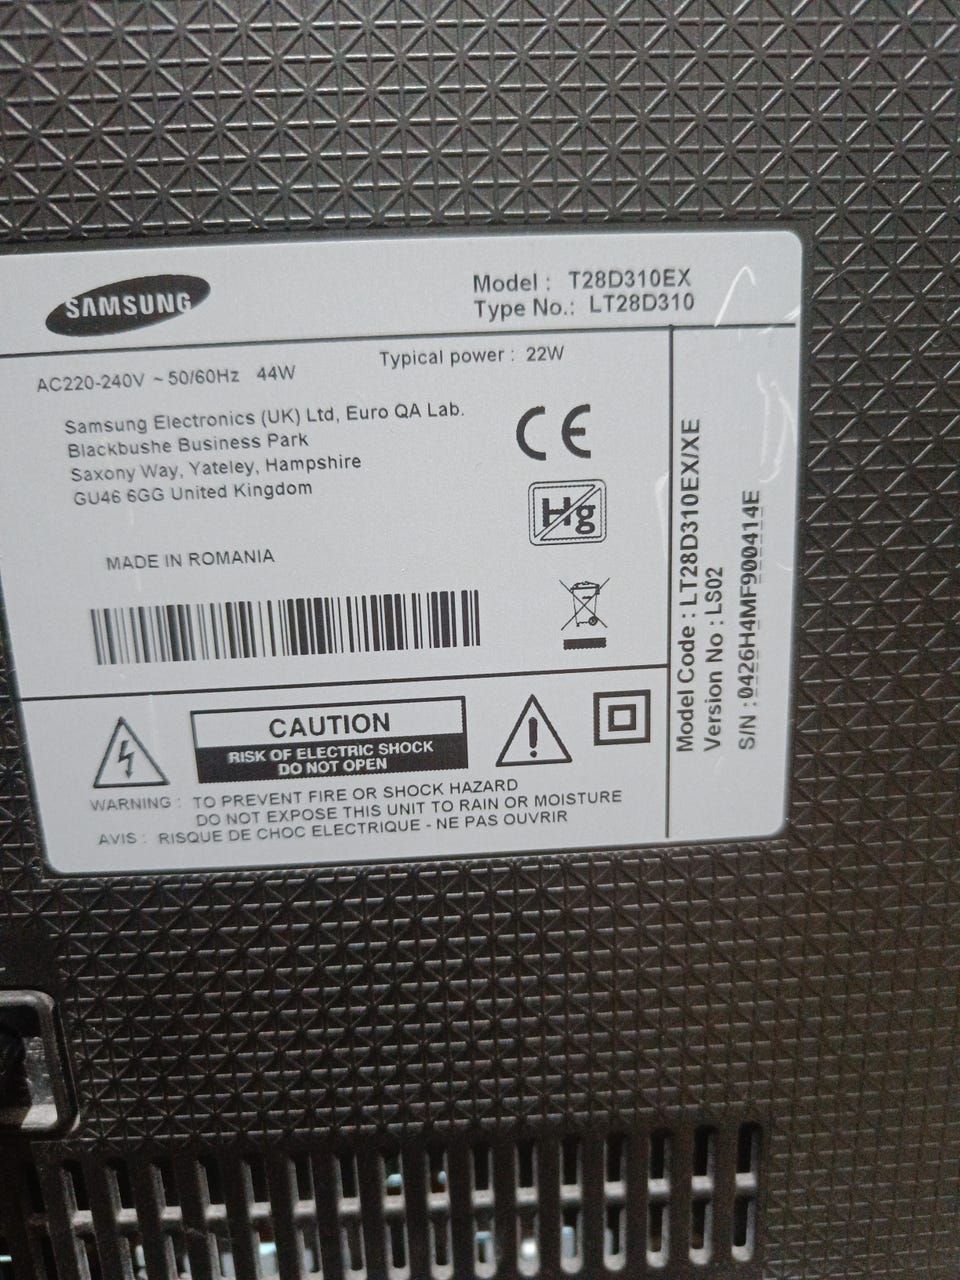 SAMSUNG
Model : T28D310EX
Type No.: LT28D310
AC220-240V ~ 50/60Hz 44W
Typical power : 22W
Samsung Electronics (UK) Ltd, Euro QA Lab.
Blackbushe Business Park
Saxony Way, Yateley, Hampshire
GU46 6GG United Kingdom
CE
Hg
MADE IN ROMANIA
CAUTION
RISK OF ELECTRIC SHOCK
DO NOT OPEN
WARNING : TO PREVENT FIRE OR SHOCK HAZARD
DO NOT EXPOSE THIS UNIT TO RAIN OR MOISTURE
AVIS : RISQUE DE CHOC ELECTRIQUE - NE PAS OUVRIR
Model Code : LT28D310EX/XE
Version No : LS02
S/N : 0426H4MF900414E